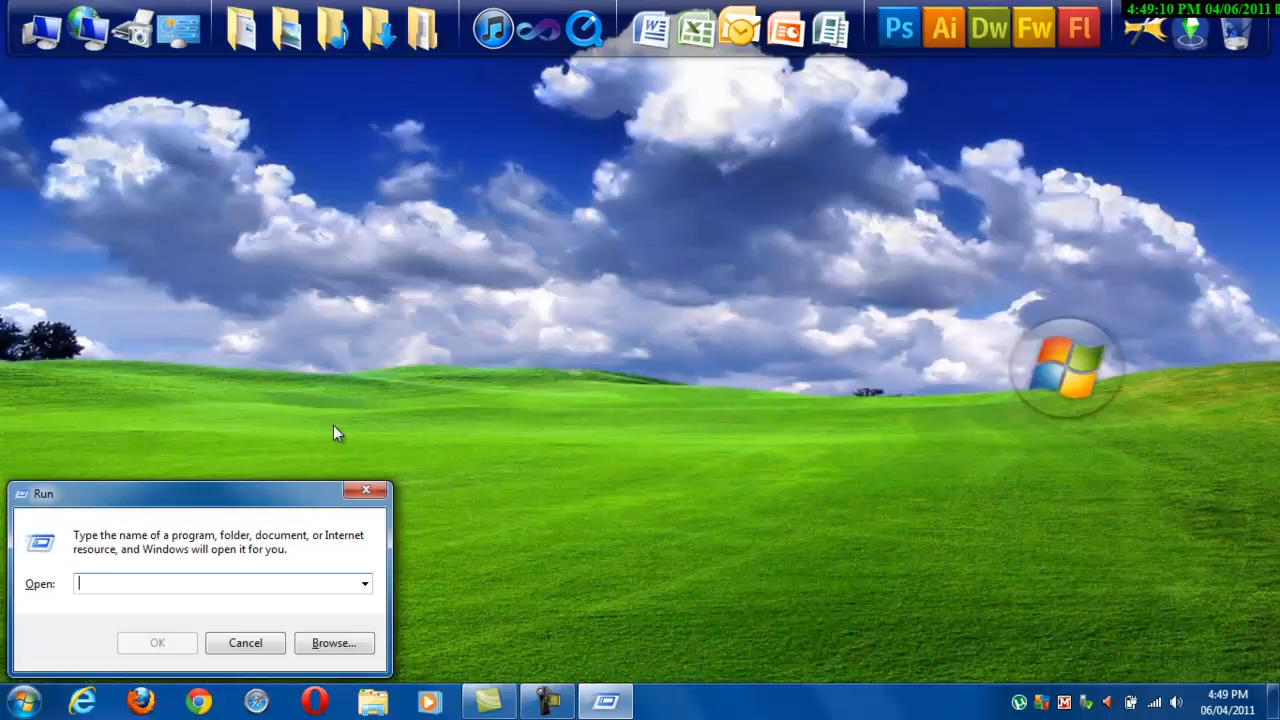 4:49:10 PM 04/06/2011
Ps Ai Dw Fw Fl
Run
Type the name of a program, folder, document, or Internet
resource, and Windows will open it for you.
Open:
OK Cancel Browse...
4:49 PM
06/04/2011